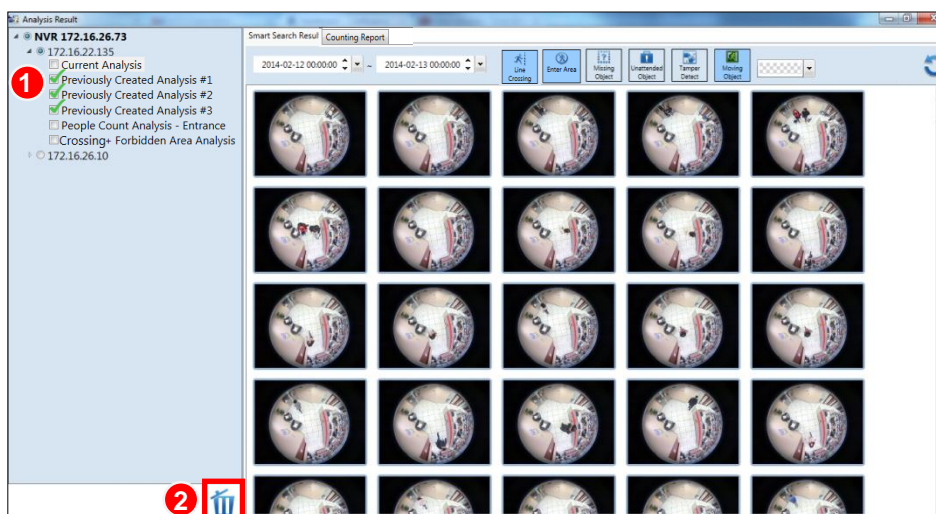 Analysis Result
NVR 172.16.26.73
172.16.22.135
Current Analysis
1
Previously Created Analysis #1
Previously Created Analysis #2
Previously Created Analysis #3
People Count Analysis - Entrance
Crossing+ Forbidden Area Analysis
172.16.26.10
2
Smart Search Resul
Counting Report
2014-02-12 00:00:00 ~ 2014-02-13 00:00:00
Line
Crossing
Enter Area
Missing
Object
Unattended
Object
Tamper
Detect
Moving
Object